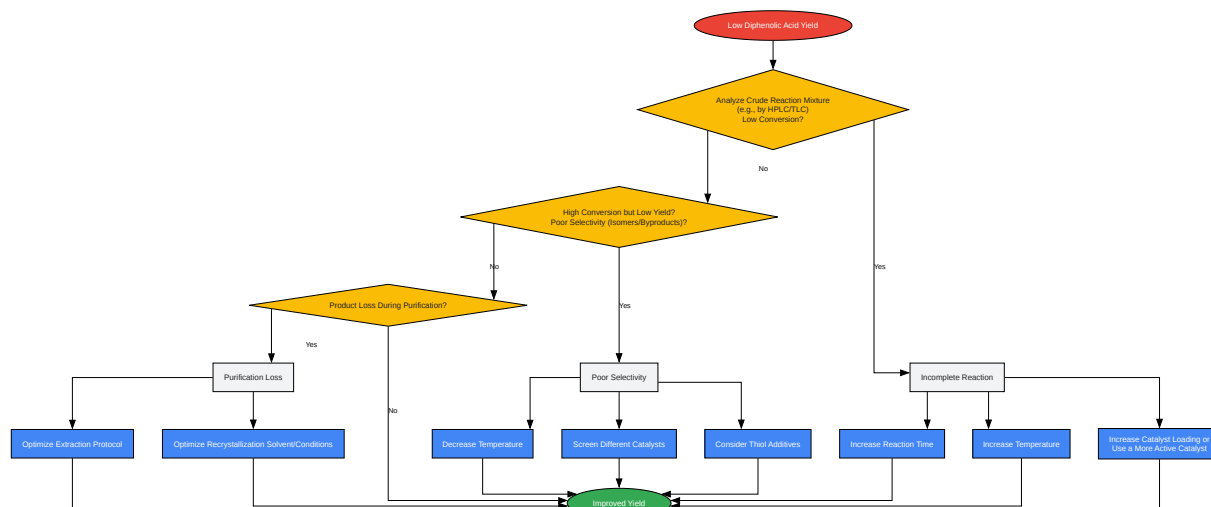 Low Diphenolic Acid Yield
Analyze Crude Reaction Mixture
(e.g., by HPLC/TLC)
Low Conversion?
No
High Conversion but Low Yield?
Poor Selectivity (Isomers/Byproducts)?
No
Yes
Yes
Product Loss During Purification?
Yes
Purification Loss
Poor Selectivity
Incomplete Reaction
No
Optimize Extraction Protocol
Optimize Recrystallization Solvent/Conditions
Decrease Temperature
Screen Different Catalysts
Consider Thiol Additives
Increase Reaction Time
Increase Temperature
Increase Catalyst Loading or
Use a More Active Catalyst
Improved Yield